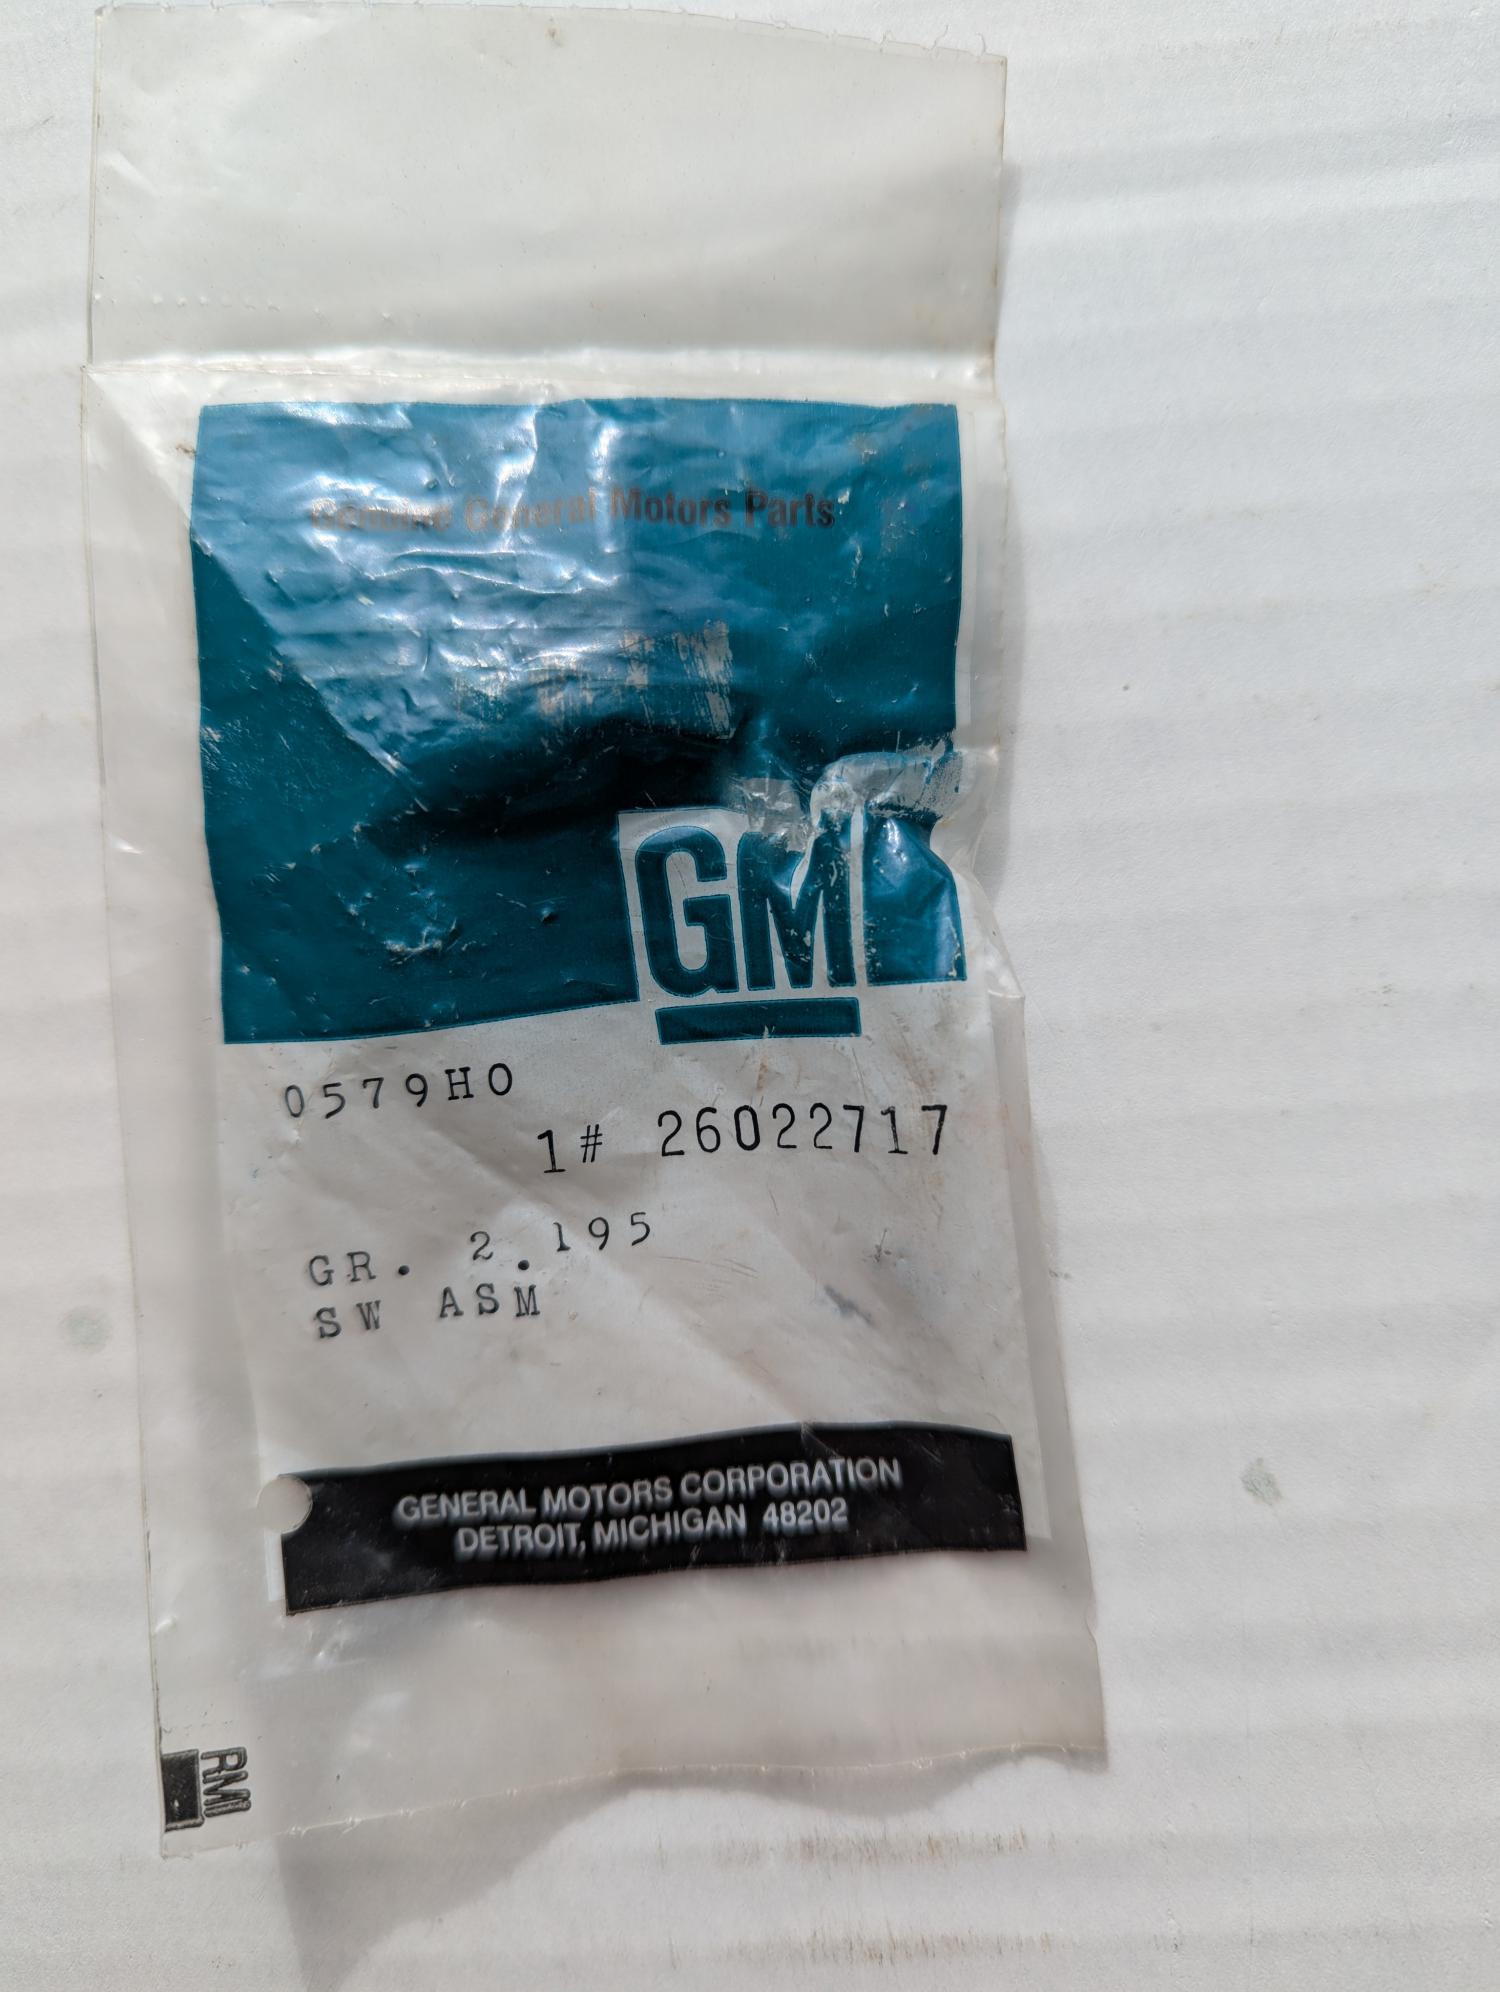 Genuine General Motors Parts
GM
0579HO
1# 26022717
GR. 2.195
SW ASM
GENERAL MOTORS CORPORATION
DETROIT, MICHIGAN 48202
RMI